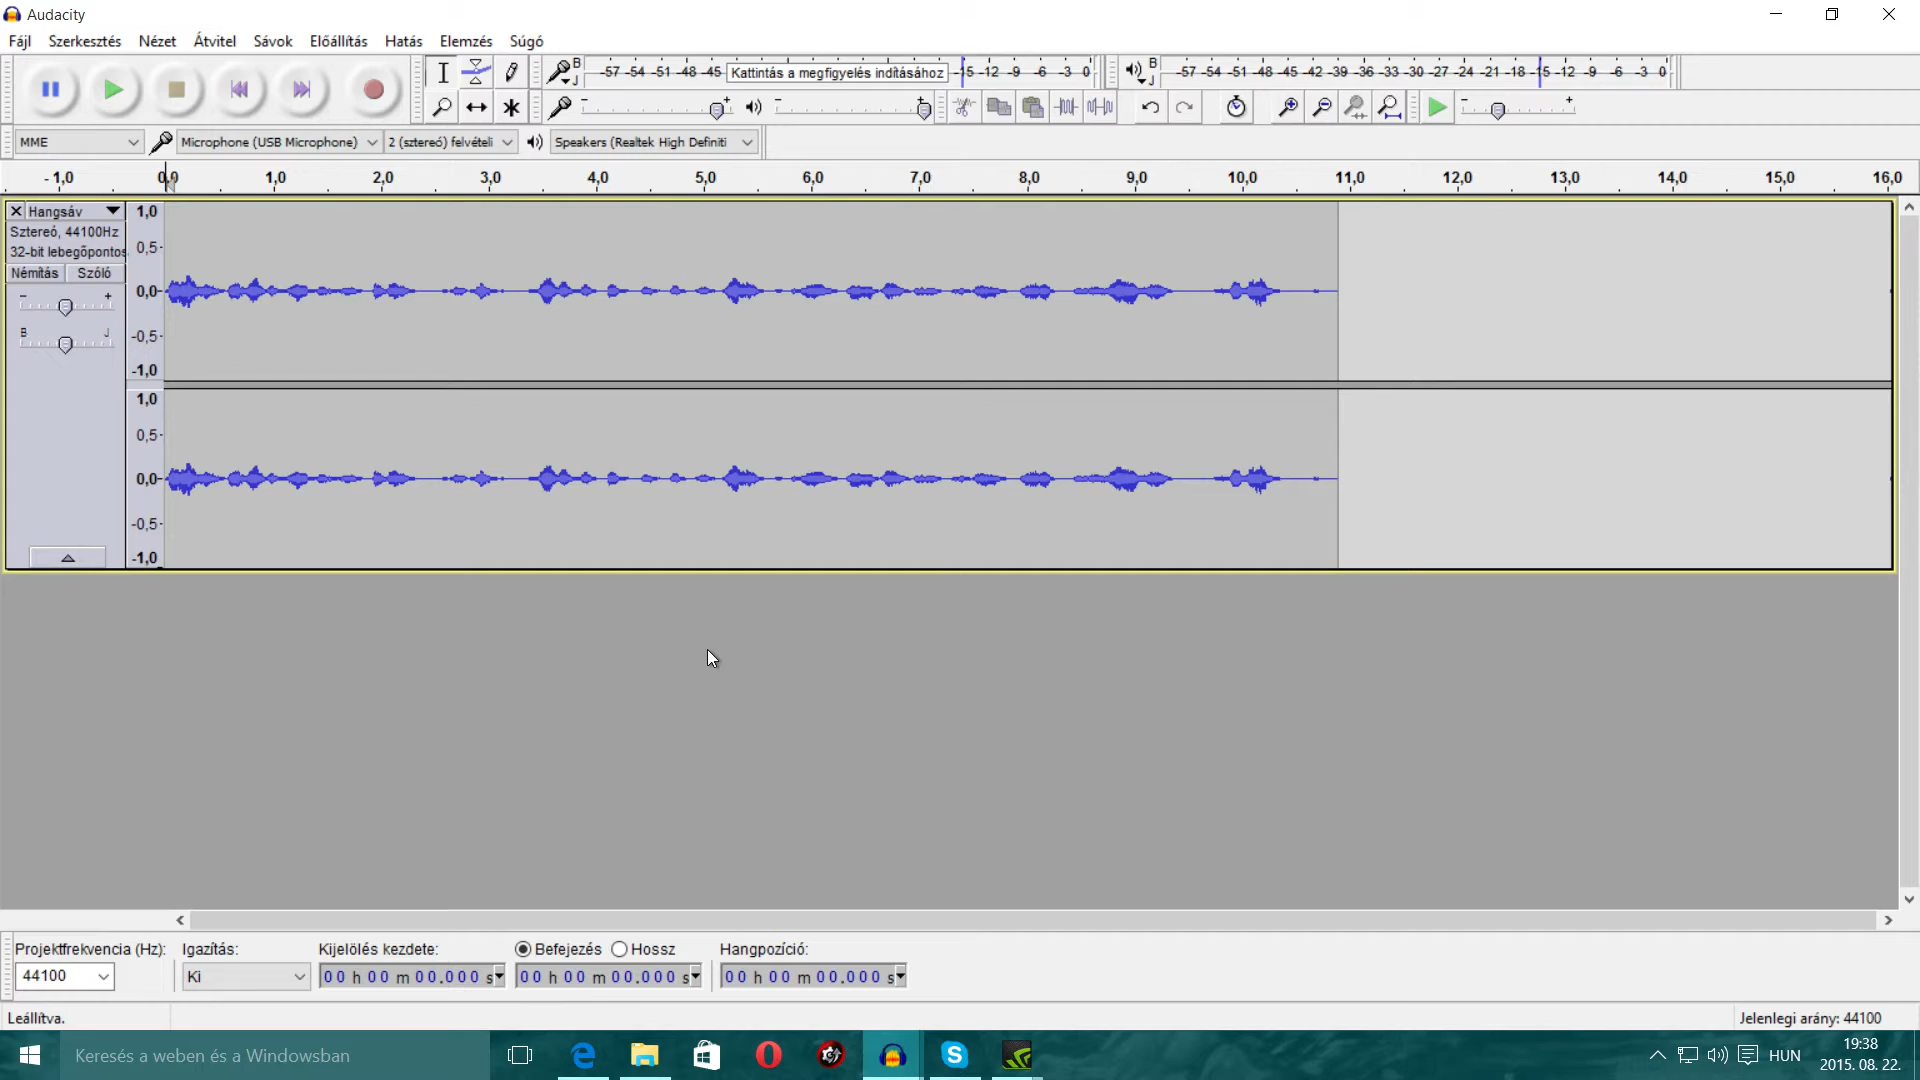 Audacity
Fájl Szerkesztés Nézet Átvitel Sávok Előállítás Hatás Elemzés Súgó
B J -57 -54 -51 -48 -45 Kattintás a megfigyelés indításához -15 -12 -9 -6 -3 0 B J -57 -54 -51 -48 -45 -42 -39 -36 -33 -30 -27 -24 -21 -18 -15 -12 -9 -6 -3 0
MME Microphone (USB Microphone) 2 (sztereó) felvételi Speakers (Realtek High Definiti
-1,0 0,0 1,0 2,0 3,0 4,0 5,0 6,0 7,0 8,0 9,0 10,0 11,0 12,0 13,0 14,0 15,0 16,0
Hangsáv 1,0
Sztereó, 44100Hz
32-bit lebegőpontos 0,5
Némítás Szóló
- + 0,0
B J -0,5
-1,0
1,0
0,5
0,0
-0,5
-1,0
Projektfrekvencia (Hz): Igazítás: Kijelölés kezdete: Befejezés Hossz Hangpozíció:
44100 Ki 00 h 00 m 00.000 s 00 h 00 m 00.000 s 00 h 00 m 00.000 s
Leállítva. Jelenlegi arány: 44100
Keresés a weben és a Windowsban HUN 19:38
2015. 08. 22.